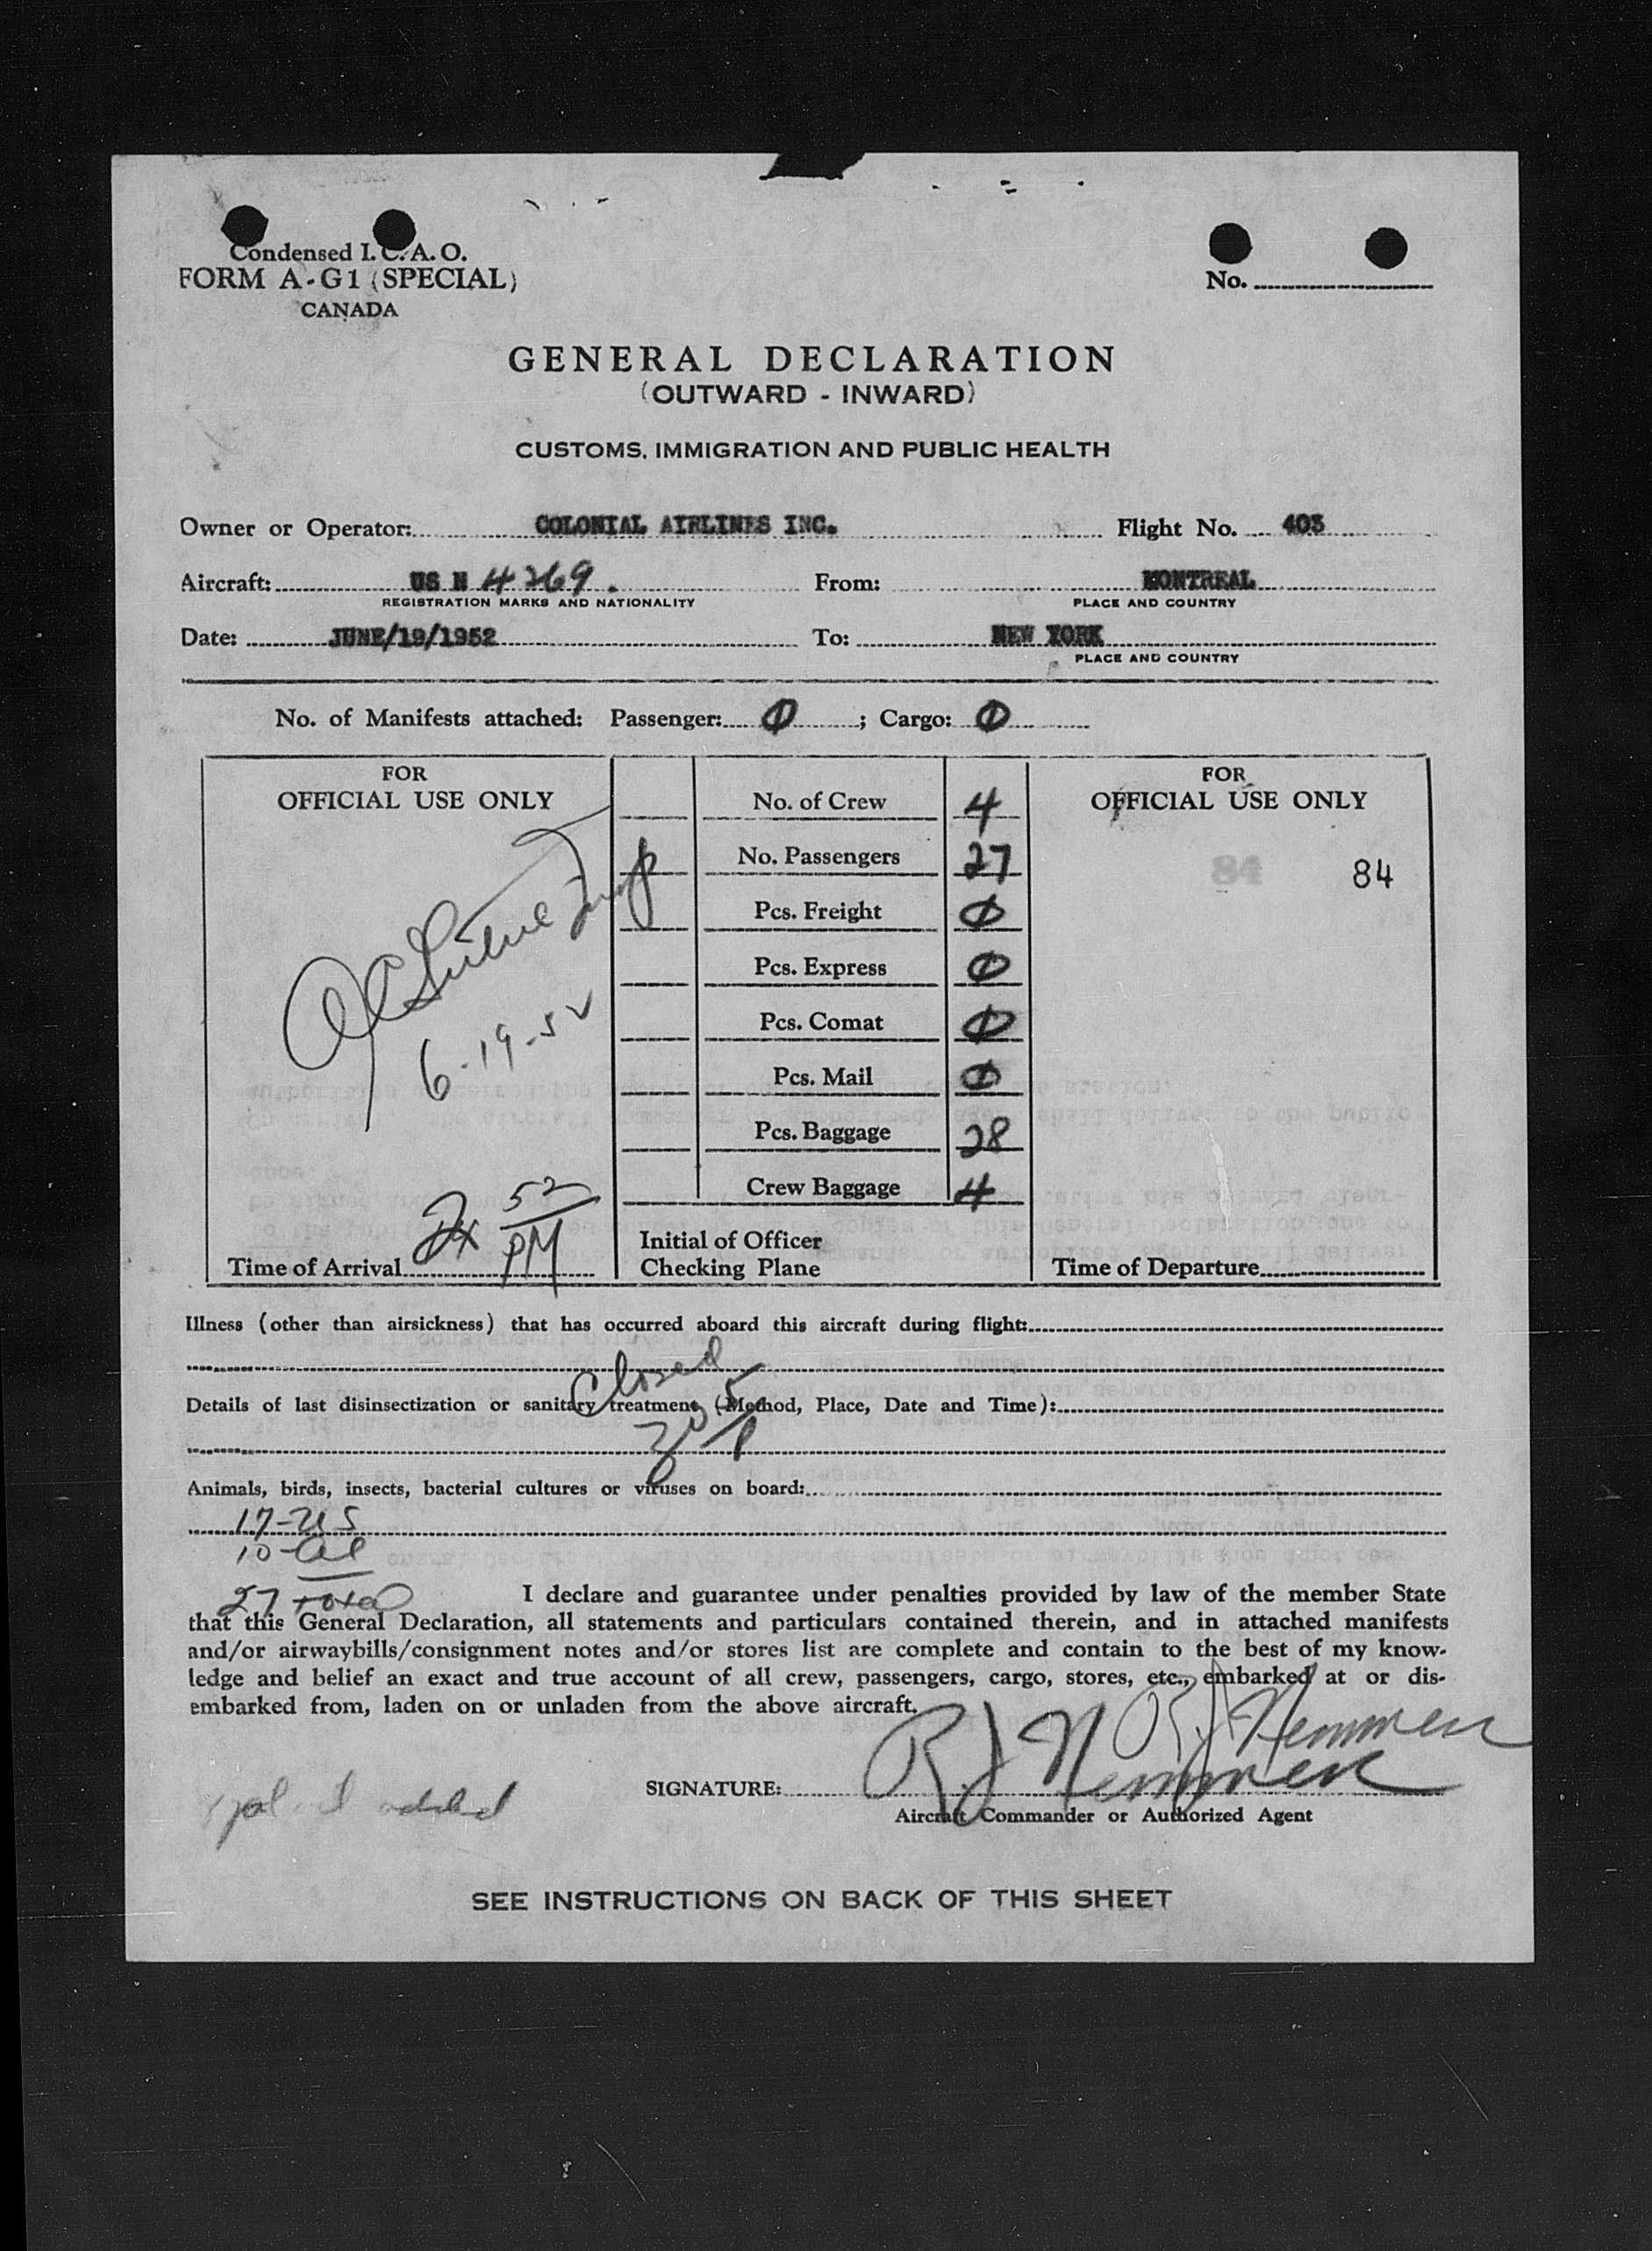 Condensed I. C. A. O.
FORM A-G1 (SPECIAL)
CANADA
No.
GENERAL DECLARATION
(OUTWARD - INWARD)
CUSTOMS, IMMIGRATION AND PUBLIC HEALTH
Owner or Operator: COLONIAL AIRLINES INC. Flight No. 403
Aircraft: US N 4269. From: MONTREAL
REGISTRATION MARKS AND NATIONALITY PLACE AND COUNTRY
Date: JUNE/19/1952 To: NEW YORK
PLACE AND COUNTRY
No. of Manifests attached: Passenger: 0 ; Cargo: 0
FOR
OFFICIAL USE ONLY
6-19-52
Time of Arrival 2 52 PM
No. of Crew 4
No. Passengers 27
Pcs. Freight 0
Pcs. Express 0
Pcs. Comat 0
Pcs. Mail 0
Pcs. Baggage 28
Crew Baggage 4
Initial of Officer
Checking Plane
FOR
OFFICIAL USE ONLY
84 84
Time of Departure
Illness (other than airsickness) that has occurred aboard this aircraft during flight:
Closed
Details of last disinsectization or sanitary treatment (Method, Place, Date and Time):
Animals, birds, insects, bacterial cultures or viruses on board:
17-US
10-al
27 total
I declare and guarantee under penalties provided by law of the member State
that this General Declaration, all statements and particulars contained therein, and in attached manifests
and/or airwaybills/consignment notes and/or stores list are complete and contain to the best of my know-
ledge and belief an exact and true account of all crew, passengers, cargo, stores, etc., embarked at or dis-
embarked from, laden on or unladen from the above aircraft.
R J Nemmen
SIGNATURE: R J Nemmen
Aircraft Commander or Authorized Agent
added
SEE INSTRUCTIONS ON BACK OF THIS SHEET